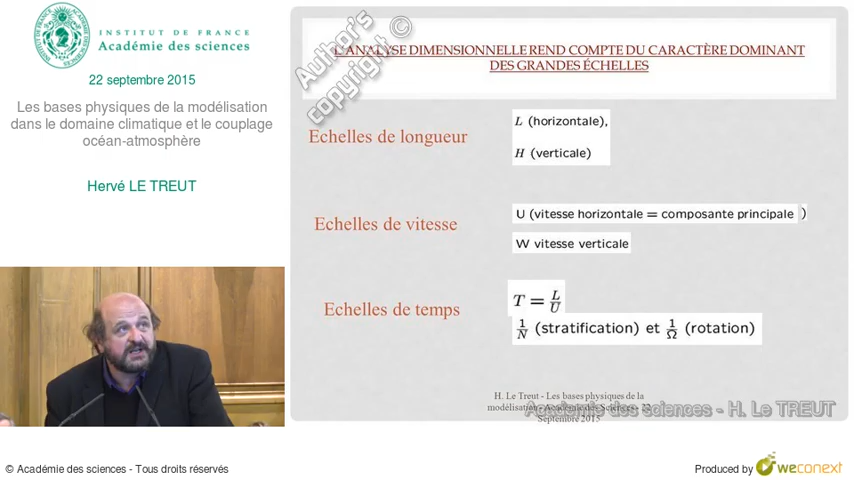 INSTITUT DE FRANCE
Académie des sciences
22 septembre 2015
Les bases physiques de la modélisation
dans le domaine climatique et le couplage
océan-atmosphère
Hervé LE TREUT
Author's
copyright ©
L'ANALYSE DIMENSIONNELLE REND COMPTE DU CARACTÈRE DOMINANT
DES GRANDES ÉCHELLES
Echelles de longueur
L (horizontale),
H (verticale)
Echelles de vitesse
U (vitesse horizontale = composante principale )
W vitesse verticale
Echelles de temps
T = L/U
1/N (stratification) et 1/Ω (rotation)
H. Le Treut - Les bases physiques de la
modélisation - Académie des Sciences - 22
Septembre 2015
Académie des sciences - H. Le TREUT
© Académie des sciences - Tous droits réservés
Produced by weconext